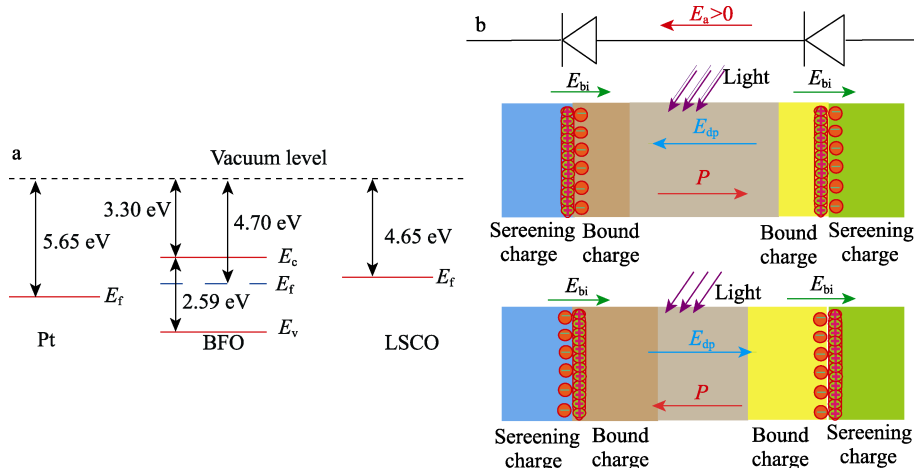 a
Vacuum level
5.65 eV
3.30 eV
4.70 eV
4.65 eV
2.59 eV
Ef
Ec
Ef
Ev
Ef
Pt
BFO
LSCO
b
Ea>0
Ebi
Light
Ebi
Edp
P
Sereening
charge
Bound
charge
Bound
charge
Sereening
charge
Ebi
Light
Ebi
Edp
P
Sereening
charge
Bound
charge
Bound
charge
Sereening
charge